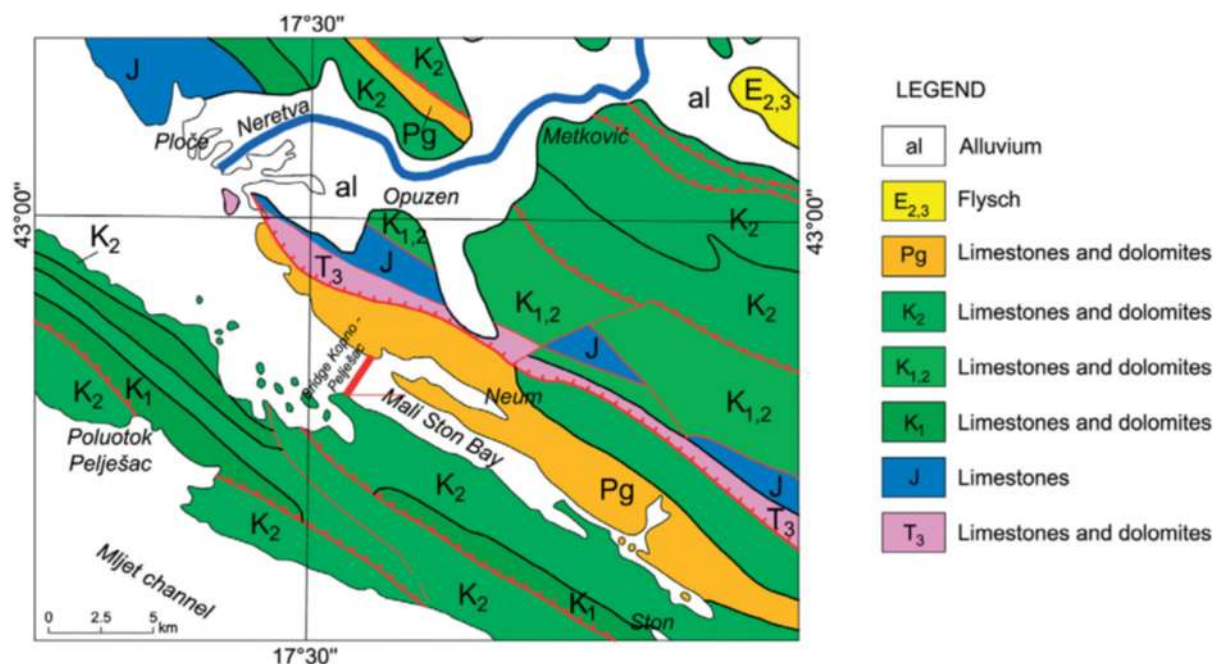 17°30"
J
K2
K2
Pg
al
E2,3
Neretva
Ploče
Metković
al
Opuzen
43°00"
43°00"
K2
K1,2
K2
T3
J
K1,2
K2
J
Bridge Kopno -
Pelješac
K1
K2
Neum
K1,2
Mali Ston Bay
Poluotok
Pelješac
K2
J
Pg
T3
K2
Mljet channel
K2
K1
Ston
0 2.5 5
km
17°30"
LEGEND
al Alluvium
E2,3 Flysch
Pg Limestones and dolomites
K2 Limestones and dolomites
K1,2 Limestones and dolomites
K1 Limestones and dolomites
J Limestones
T3 Limestones and dolomites